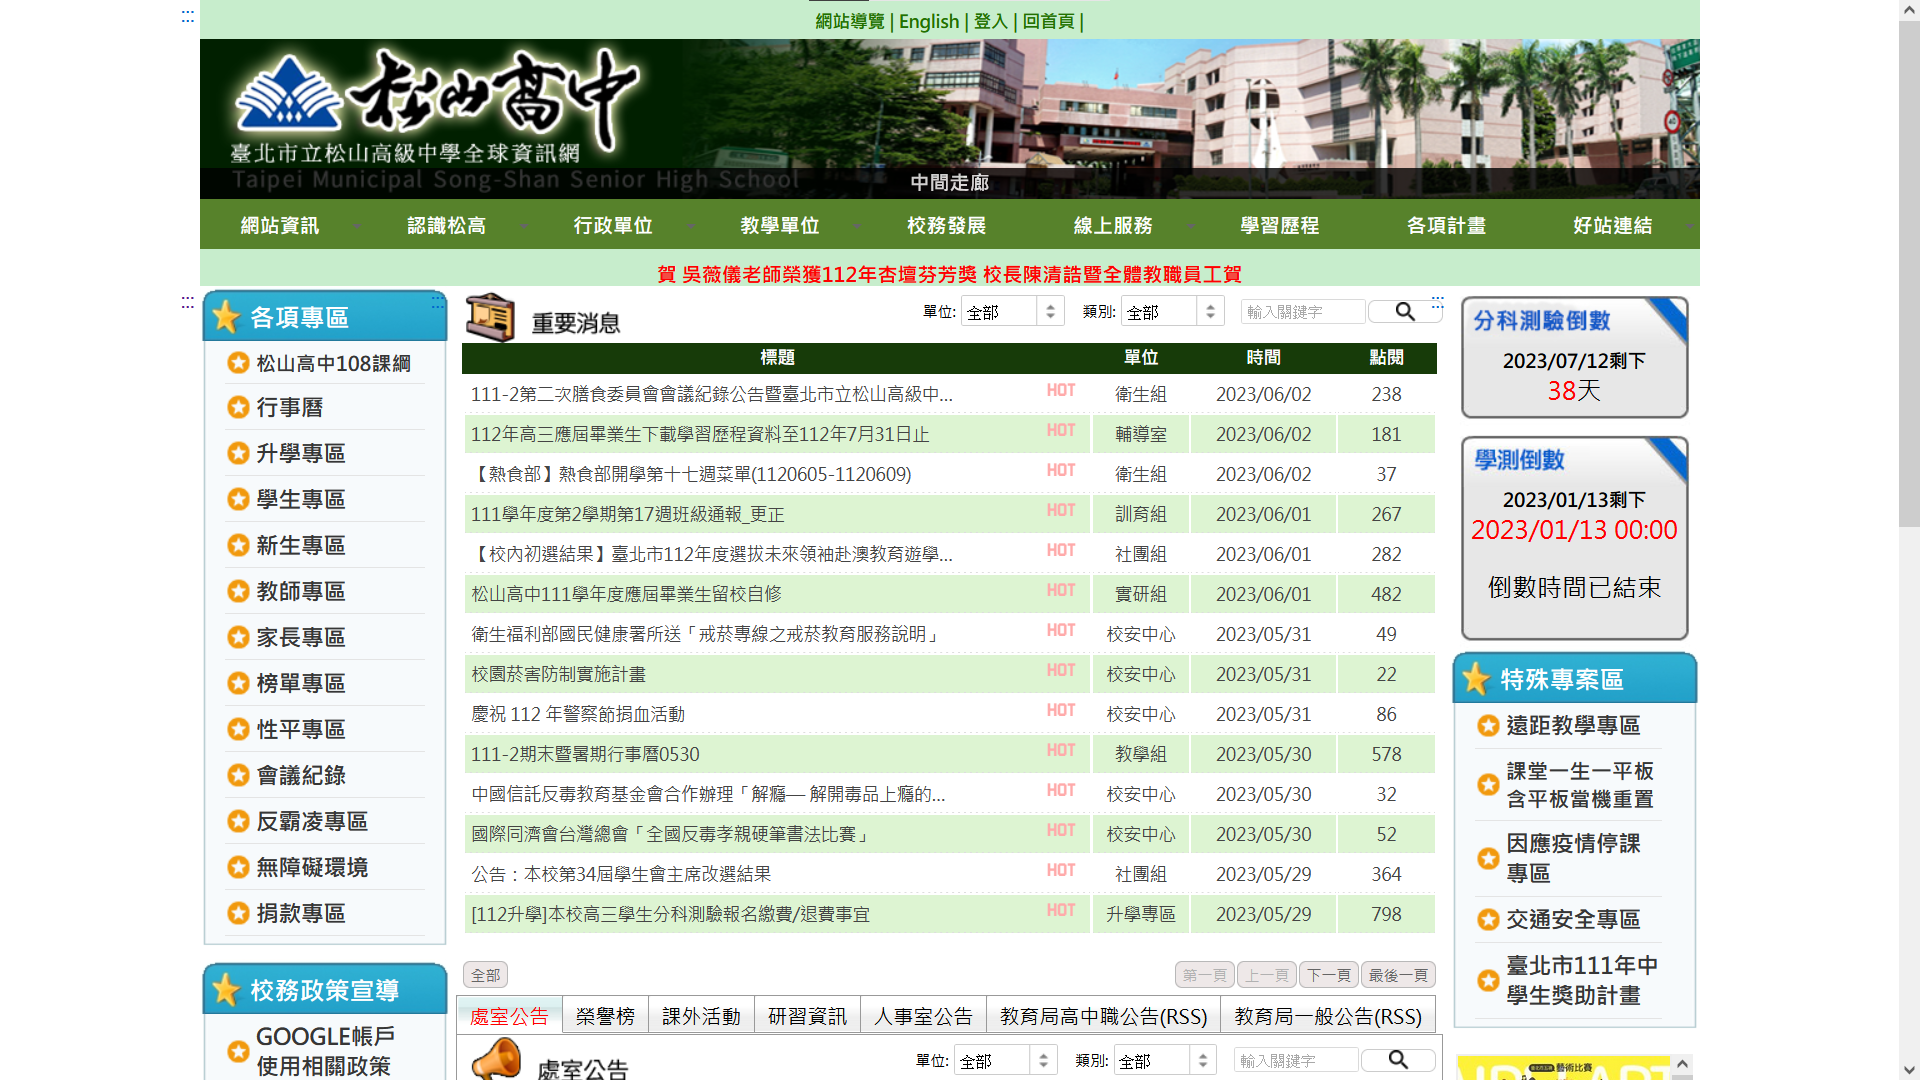 :::
網站導覽 | English | 登入 | 回首頁 |
松山高中
臺北市立松山高級中學全球資訊網
Taipei Municipal Song-Shan Senior High School
中間走廊
網站資訊
認識松高
行政單位
教學單位
校務發展
線上服務
學習歷程
各項計畫
好站連結
賀 吳薇儀老師榮獲112年杏壇芬芳獎 校長陳清誥暨全體教職員工賀
:::
各項專區
:::
松山高中108課綱
行事曆
升學專區
學生專區
新生專區
教師專區
家長專區
榜單專區
性平專區
會議紀錄
反霸凌專區
無障礙環境
捐款專區
校務政策宣導
GOOGLE帳戶
使用相關政策
重要消息
單位: 全部 類別: 全部 輸入關鍵字
:::
標題 單位 時間 點閱
111-2第二次膳食委員會會議紀錄公告暨臺北市立松山高級中... HOT 衛生組 2023/06/02 238
112年高三應屆畢業生下載學習歷程資料至112年7月31日止 HOT 輔導室 2023/06/02 181
【熱食部】熱食部開學第十七週菜單(1120605-1120609) HOT 衛生組 2023/06/02 37
111學年度第2學期第17週班級通報_更正 HOT 訓育組 2023/06/01 267
【校內初選結果】臺北市112年度選拔未來領袖赴澳教育遊學... HOT 社團組 2023/06/01 282
松山高中111學年度應屆畢業生留校自修 HOT 實研組 2023/06/01 482
衛生福利部國民健康署所送「戒菸專線之戒菸教育服務說明」 HOT 校安中心 2023/05/31 49
校園菸害防制實施計畫 HOT 校安中心 2023/05/31 22
慶祝 112 年警察節捐血活動 HOT 校安中心 2023/05/31 86
111-2期末暨暑期行事曆0530 HOT 教學組 2023/05/30 578
中國信託反毒教育基金會合作辦理「解癮— 解開毒品上癮的... HOT 校安中心 2023/05/30 32
國際同濟會台灣總會「全國反毒孝親硬筆書法比賽」 HOT 校安中心 2023/05/30 52
公告：本校第34屆學生會主席改選結果 HOT 社團組 2023/05/29 364
[112升學]本校高三學生分科測驗報名繳費/退費事宜 HOT 升學專區 2023/05/29 798
全部 第一頁 上一頁 下一頁 最後一頁
處室公告 榮譽榜 課外活動 研習資訊 人事室公告 教育局高中職公告(RSS) 教育局一般公告(RSS)
處室公告
單位: 全部 類別: 全部 輸入關鍵字
分科測驗倒數
2023/07/12剩下
38天
學測倒數
2023/01/13剩下
2023/01/13 00:00
倒數時間已結束
特殊專案區
遠距教學專區
課堂一生一平板
含平板當機重置
因應疫情停課
專區
交通安全專區
臺北市111年中
學生獎助計畫
藝術比賽